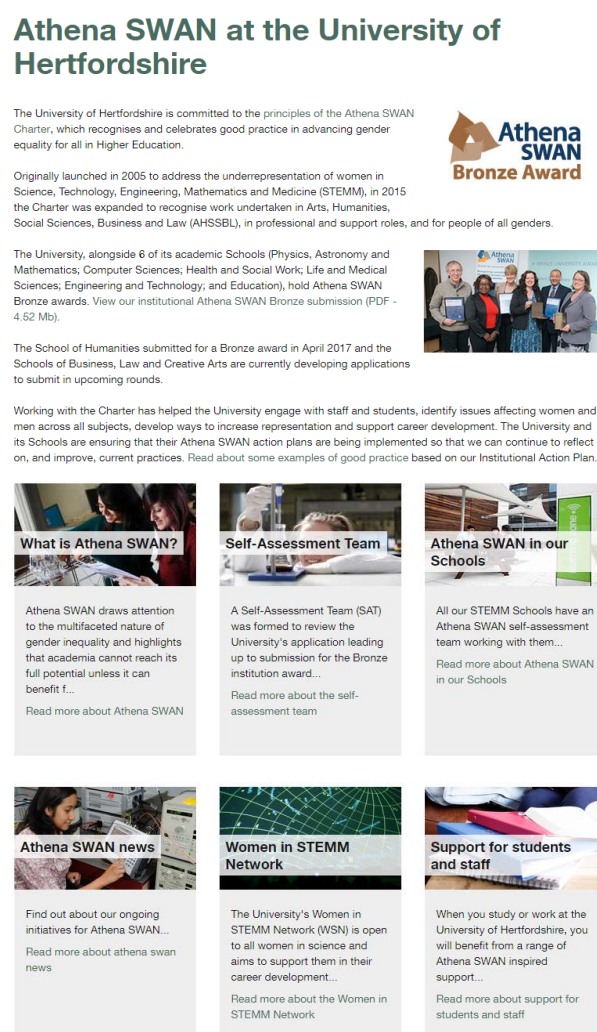 Athena SWAN at the University of
Hertfordshire
The University of Hertfordshire is committed to the principles of the Athena SWAN
Charter, which recognises and celebrates good practice in advancing gender
equality for all in Higher Education.
Athena
SWAN
Bronze Award
Originally launched in 2005 to address the underrepresentation of women in
Science, Technology, Engineering, Mathematics and Medicine (STEMM), in 2015
the Charter was expanded to recognise work undertaken in Arts, Humanities,
Social Sciences, Business and Law (AHSSBL), in professional and support roles, and for people of all genders.
The University, alongside 6 of its academic Schools (Physics, Astronomy and
Mathematics; Computer Sciences; Health and Social Work; Life and Medical
Sciences; Engineering and Technology; and Education), hold Athena SWAN
Bronze awards. View our institutional Athena SWAN Bronze submission (PDF -
4.52 Mb).
Athena
SWAN
The School of Humanities submitted for a Bronze award in April 2017 and the
Schools of Business, Law and Creative Arts are currently developing applications
to submit in upcoming rounds.
Working with the Charter has helped the University engage with staff and students, identify issues affecting women and
men across all subjects, develop ways to increase representation and support career development. The University and
its Schools are ensuring that their Athena SWAN action plans are being implemented so that we can continue to reflect
on, and improve, current practices. Read about some examples of good practice based on our Institutional Action Plan.
What is Athena SWAN?
Athena SWAN draws attention
to the multifaceted nature of
gender inequality and highlights
that academia cannot reach its
full potential unless it can
benefit f...
Read more about Athena SWAN
Self-Assessment Team
A Self-Assessment Team (SAT)
was formed to review the
University's application leading
up to submission for the Bronze
institution award...
Read more about the self-
assessment team
Athena SWAN in our
Schools
All our STEMM Schools have an
Athena SWAN self-assessment
team working with them...
Read more about Athena SWAN
in our Schools
Athena SWAN news
Find out about our ongoing
initiatives for Athena SWAN...
Read more about athena swan
news
Women in STEMM
Network
The University's Women in
STEMM Network (WSN) is open
to all women in science and
aims to support them in their
career development...
Read more about the Women in
STEMM Network
Support for students
and staff
When you study or work at the
University of Hertfordshire, you
will benefit from a range of
Athena SWAN inspired
support...
Read more about support for
students and staff